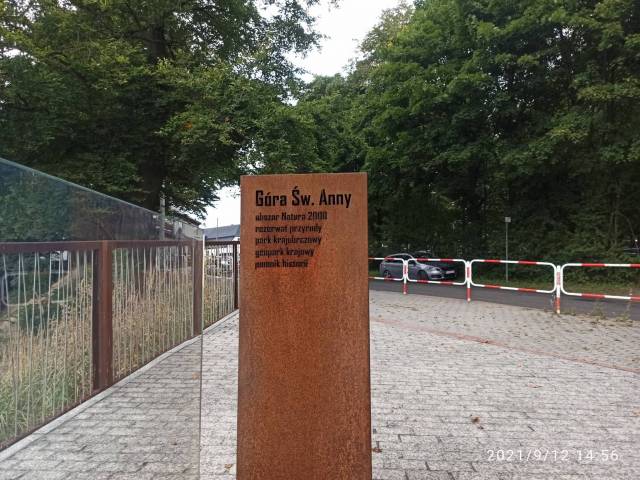 Góra Św. Anny
obszar Natura 2000
rezerwat przyrody
park krajobrazowy
geopark krajowy
pomnik historii
2021/9/12 14:56